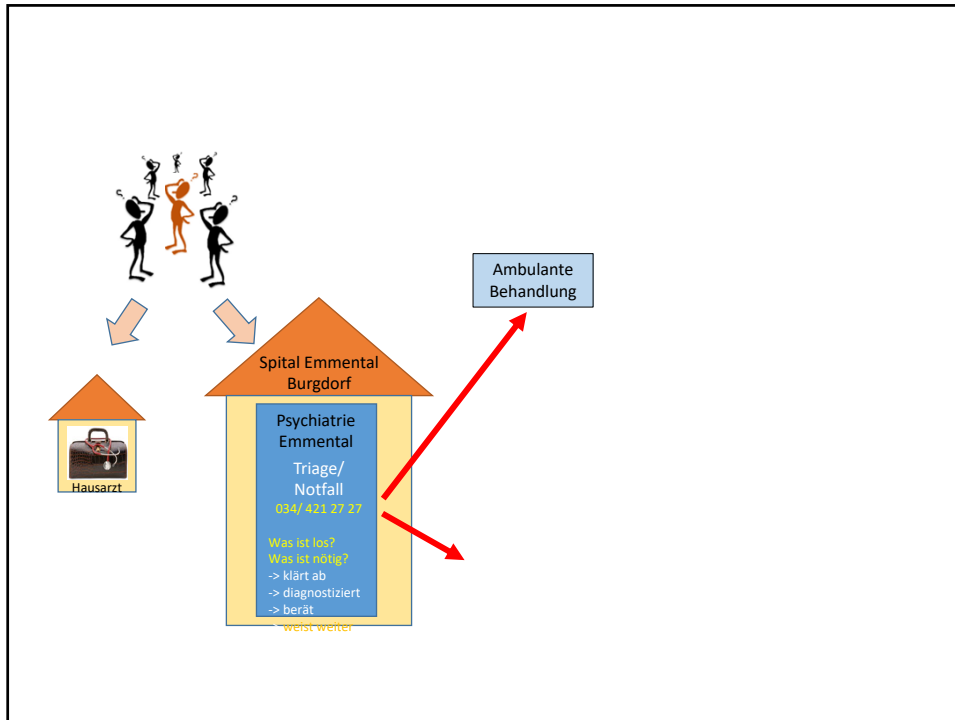 Ambulante
Behandlung
Spital Emmental
Burgdorf
Psychiatrie
Emmental
Triage/
Notfall
034/ 421 27 27
Was ist los?
Was ist nötig?
-> klärt ab
-> diagnostiziert
-> berät
-> weist weiter
Hausarzt